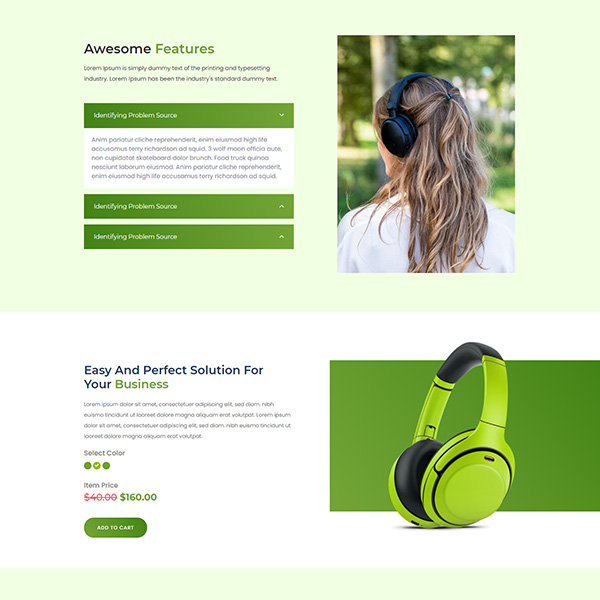 Awesome Features
Lorem Ipsum is simply dummy text of the printing and typesetting
industry. Lorem Ipsum has been the industry's standard dummy text.
Identifying Problem Source
Anim pariatur cliche reprehenderit, enim eiusmod high life
accusamus terry richardson ad squid. 3 wolf moon officia aute,
non cupidatat skateboard dolor brunch. Food truck quinoa
nesciunt laborum eiusmod. Anim pariatur cliche reprehenderit,
enim eiusmod high life accusamus terry richardson ad squid.
Identifying Problem Source
Identifying Problem Source
Easy And Perfect Solution For
Your Business
Lorem ipsum dolor sit amet, consectetuer adipiscing elit, sed diam. nibh
euismo tincidunt ut laoreet dolore magna aliquam erat volutpat. Lorem
ipsum dolor sit amet, consectetuer adipiscing elit, sed diam nonummy
nibh euismod tincidunt ut laoreet dolore magna aliquam
erat volutpat.
Select Color
Item Price
$40.00 $160.00
ADD TO CART